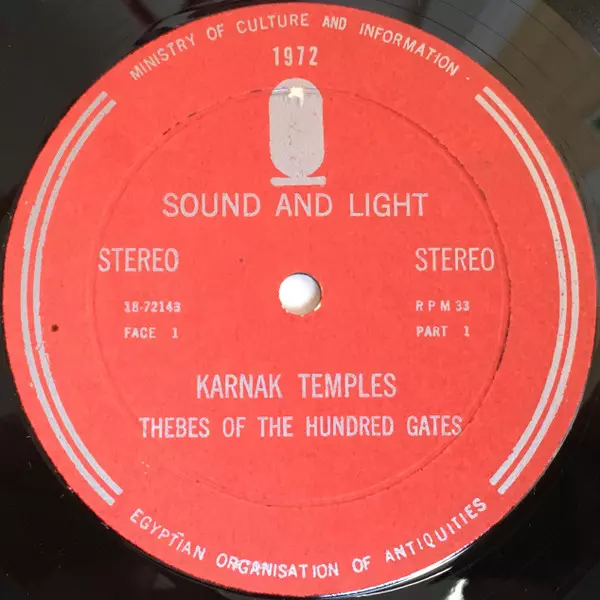 MINISTRY OF CULTURE AND INFORMATION
1972
SOUND AND LIGHT
STEREO STEREO
18-72143 RPM 33
FACE 1 PART 1
KARNAK TEMPLES
THEBES OF THE HUNDRED GATES
EGYPTIAN ORGANISATION OF ANTIQUITIES